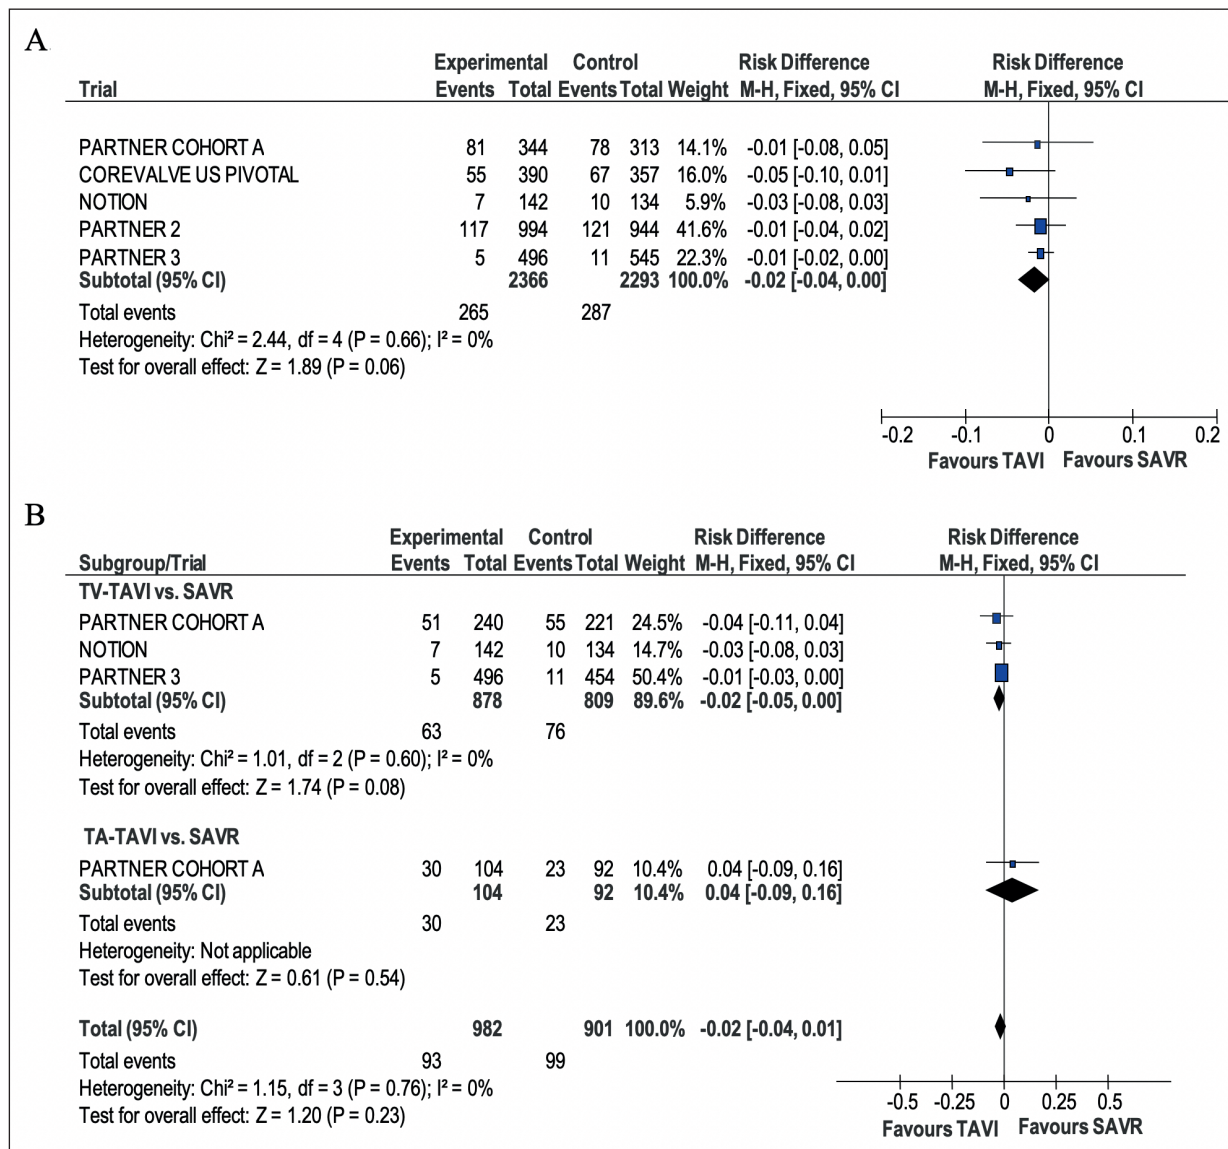 A
Experimental Control Risk Difference Risk Difference
Trial Events Total Events Total Weight M-H, Fixed, 95% CI M-H, Fixed, 95% CI
PARTNER COHORT A 81 344 78 313 14.1% -0.01 [-0.08, 0.05]
COREVALVE US PIVOTAL 55 390 67 357 16.0% -0.05 [-0.10, 0.01]
NOTION 7 142 10 134 5.9% -0.03 [-0.08, 0.03]
PARTNER 2 117 994 121 944 41.6% -0.01 [-0.04, 0.02]
PARTNER 3 5 496 11 545 22.3% -0.01 [-0.02, 0.00]
Subtotal (95% CI) 2366 2293 100.0% -0.02 [-0.04, 0.00]
Total events 265 287
Heterogeneity: Chi² = 2.44, df = 4 (P = 0.66); I² = 0%
Test for overall effect: Z = 1.89 (P = 0.06)
-0.2 -0.1 0 0.1 0.2
Favours TAVI Favours SAVR
B
Experimental Control Risk Difference Risk Difference
Subgroup/Trial Events Total Events Total Weight M-H, Fixed, 95% CI M-H, Fixed, 95% CI
TV-TAVI vs. SAVR
PARTNER COHORT A 51 240 55 221 24.5% -0.04 [-0.11, 0.04]
NOTION 7 142 10 134 14.7% -0.03 [-0.08, 0.03]
PARTNER 3 5 496 11 454 50.4% -0.01 [-0.03, 0.00]
Subtotal (95% CI) 878 809 89.6% -0.02 [-0.05, 0.00]
Total events 63 76
Heterogeneity: Chi² = 1.01, df = 2 (P = 0.60); I² = 0%
Test for overall effect: Z = 1.74 (P = 0.08)
TA-TAVI vs. SAVR
PARTNER COHORT A 30 104 23 92 10.4% 0.04 [-0.09, 0.16]
Subtotal (95% CI) 104 92 10.4% 0.04 [-0.09, 0.16]
Total events 30 23
Heterogeneity: Not applicable
Test for overall effect: Z = 0.61 (P = 0.54)
Total (95% CI) 982 901 100.0% -0.02 [-0.04, 0.01]
Total events 93 99
Heterogeneity: Chi² = 1.15, df = 3 (P = 0.76); I² = 0%
Test for overall effect: Z = 1.20 (P = 0.23)
-0.5 -0.25 0 0.25 0.5
Favours TAVI Favours SAVR